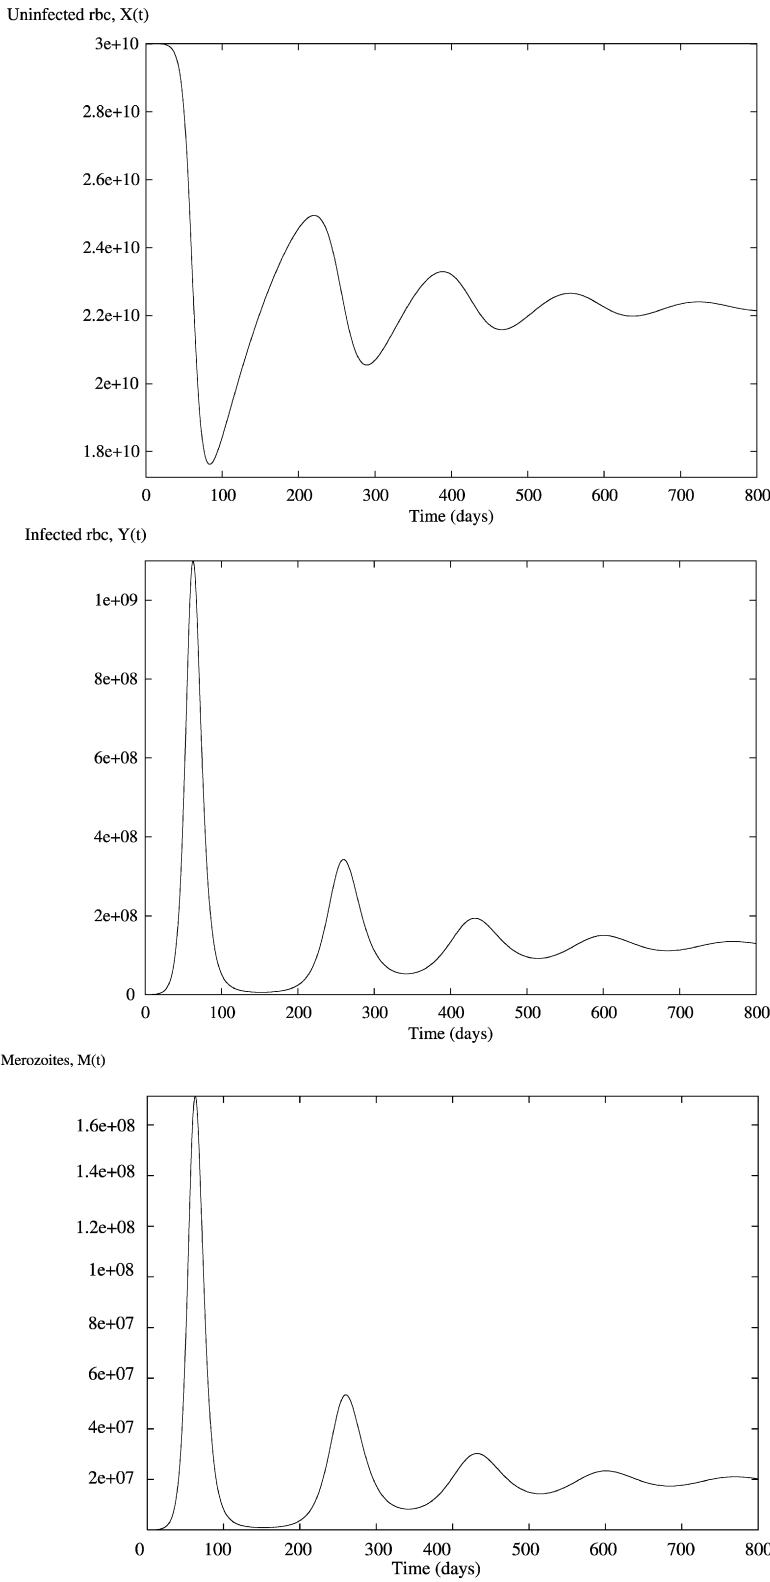 Uninfected rbc, X(t)
3e+10
2.8e+10
2.6e+10
2.4e+10
2.2e+10
2e+10
1.8e+10
0 100 200 300 400 500 600 700 800
Time (days)
Infected rbc, Y(t)
1e+09
8e+08
6e+08
4e+08
2e+08
0
0 100 200 300 400 500 600 700 800
Time (days)
Merozoites, M(t)
1.6e+08
1.4e+08
1.2e+08
1e+08
8e+07
6e+07
4e+07
2e+07
0 100 200 300 400 500 600 700 800
Time (days)